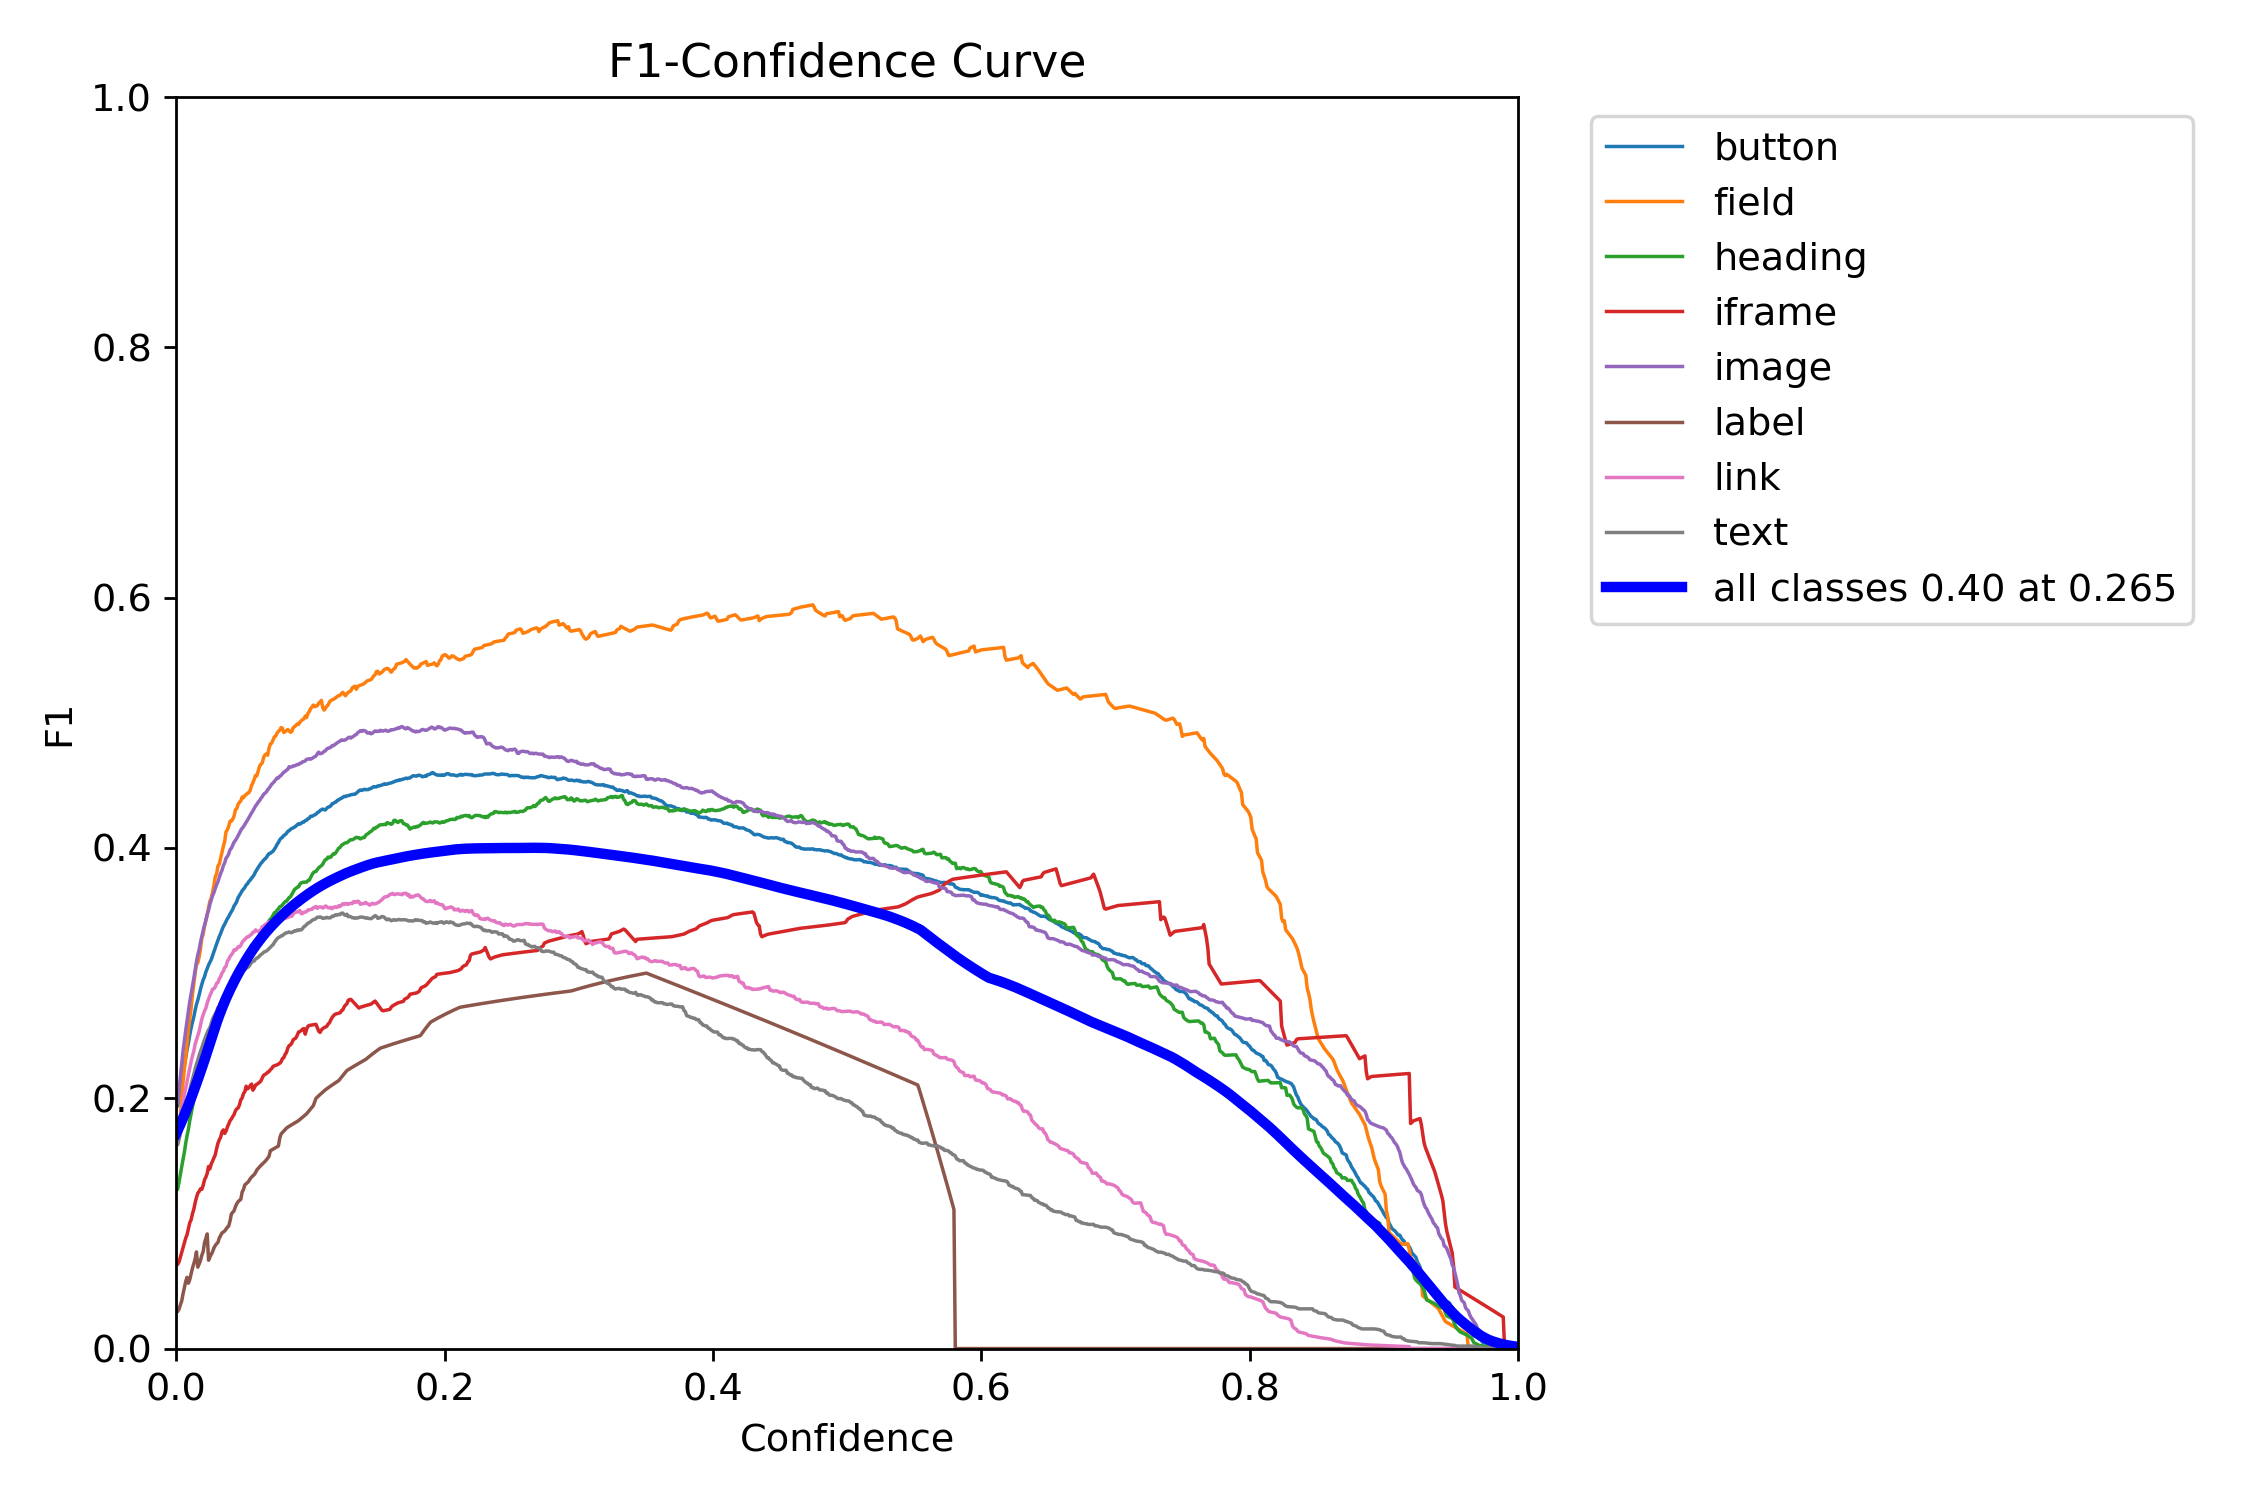 F1-Confidence Curve
1.0
0.8
0.6
0.4
0.2
0.0
F1
0.0 0.2 0.4 0.6 0.8 1.0
Confidence
button
field
heading
iframe
image
label
link
text
all classes 0.40 at 0.265